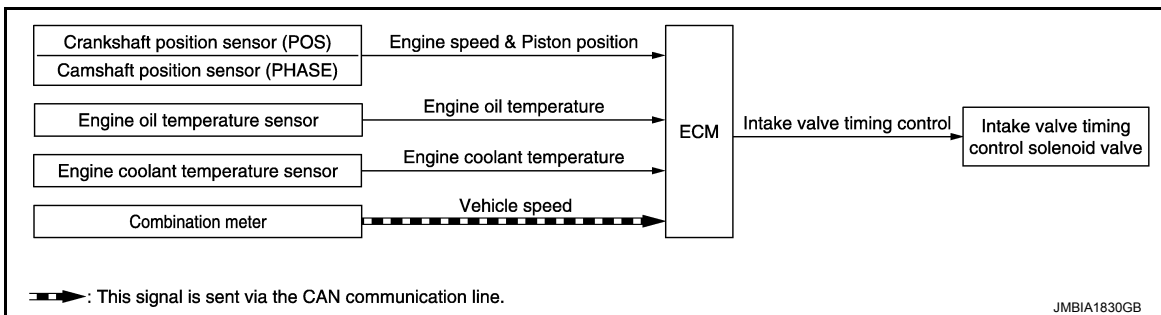 Crankshaft position sensor (POS)
Camshaft position sensor (PHASE)
Engine speed & Piston position
Engine oil temperature sensor
Engine oil temperature
Engine coolant temperature sensor
Engine coolant temperature
Combination meter
Vehicle speed
ECM
Intake valve timing control
Intake valve timing
control solenoid valve
: This signal is sent via the CAN communication line.
JMBIA1830GB